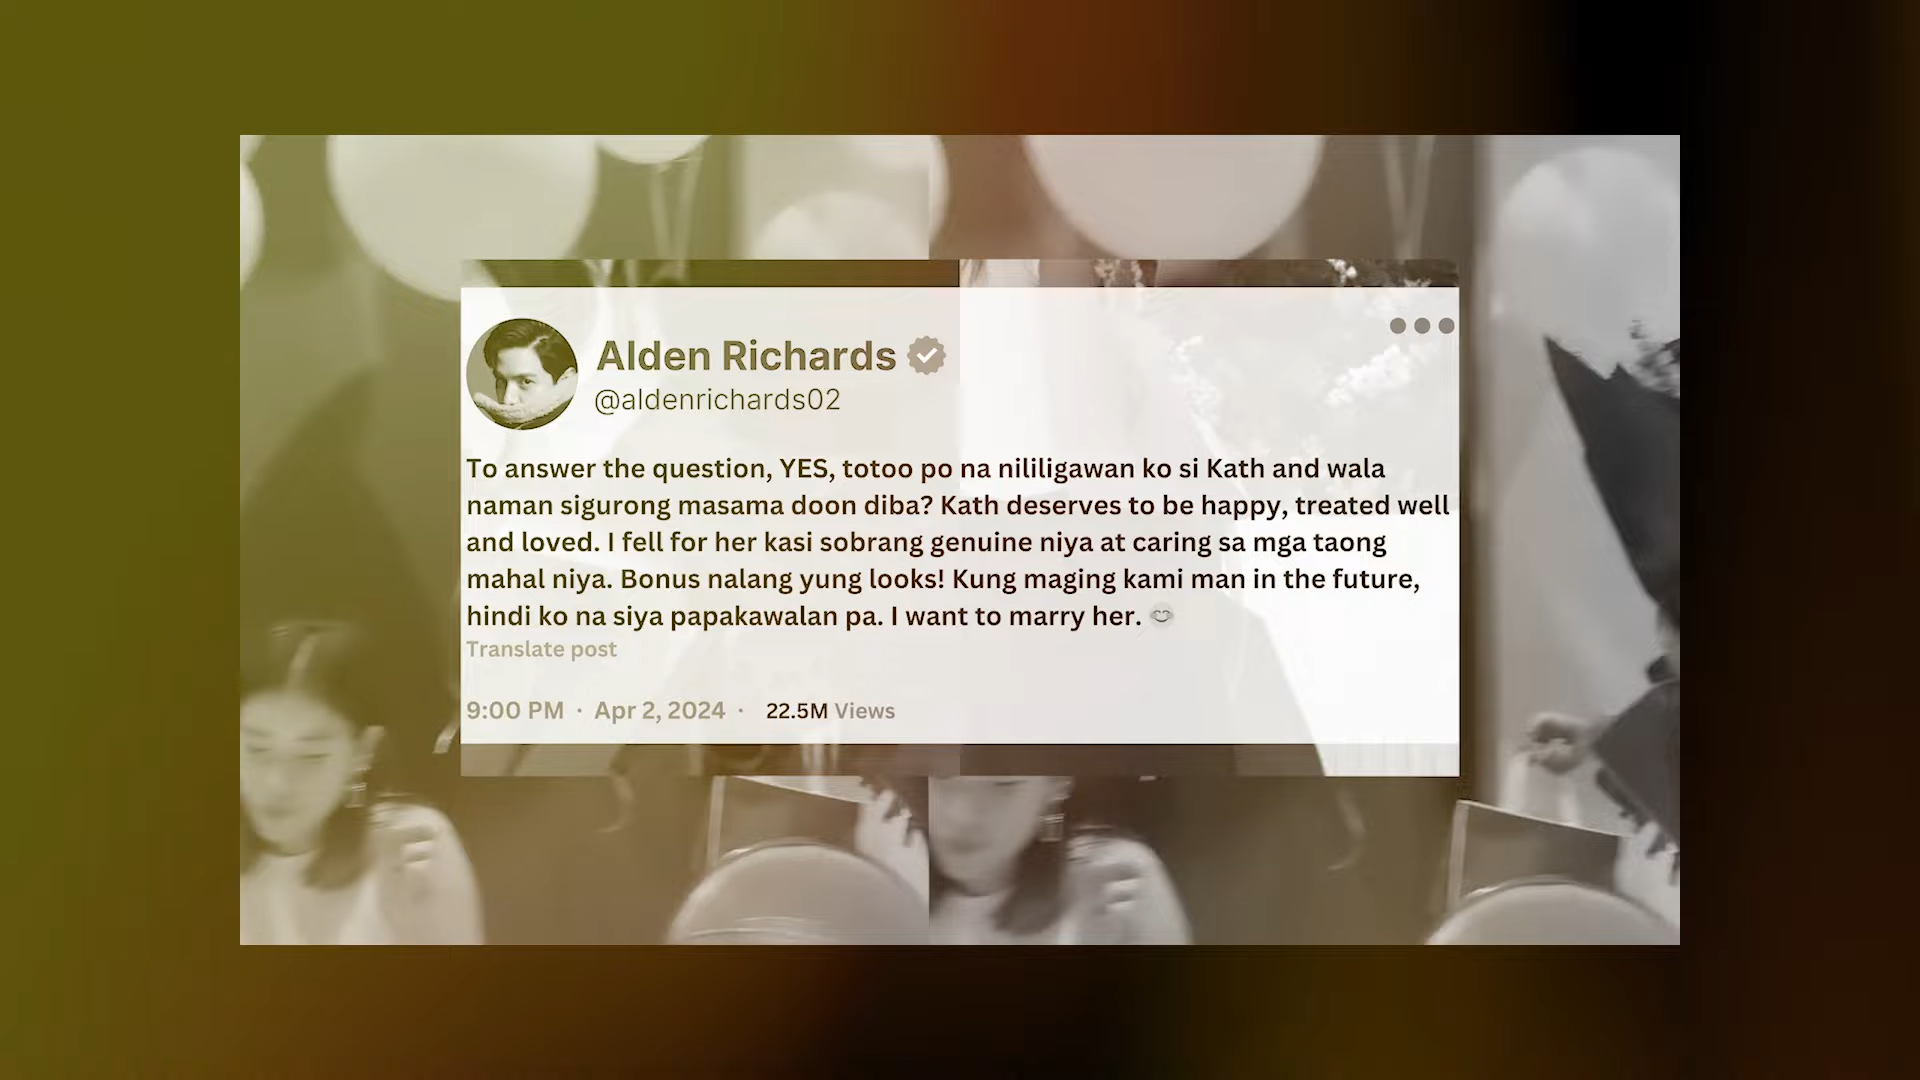 Alden Richards
@aldenrichards02
To answer the question, YES, totoo po na nililigawan ko si Kath and wala
naman sigurong masama doon diba? Kath deserves to be happy, treated well
and loved. I fell for her kasi sobrang genuine niya at caring sa mga taong
mahal niya. Bonus nalang yung looks! Kung maging kami man in the future,
hindi ko na siya papakawalan pa. I want to marry her. 😊
Translate post
9:00 PM · Apr 2, 2024 · 22.5M Views